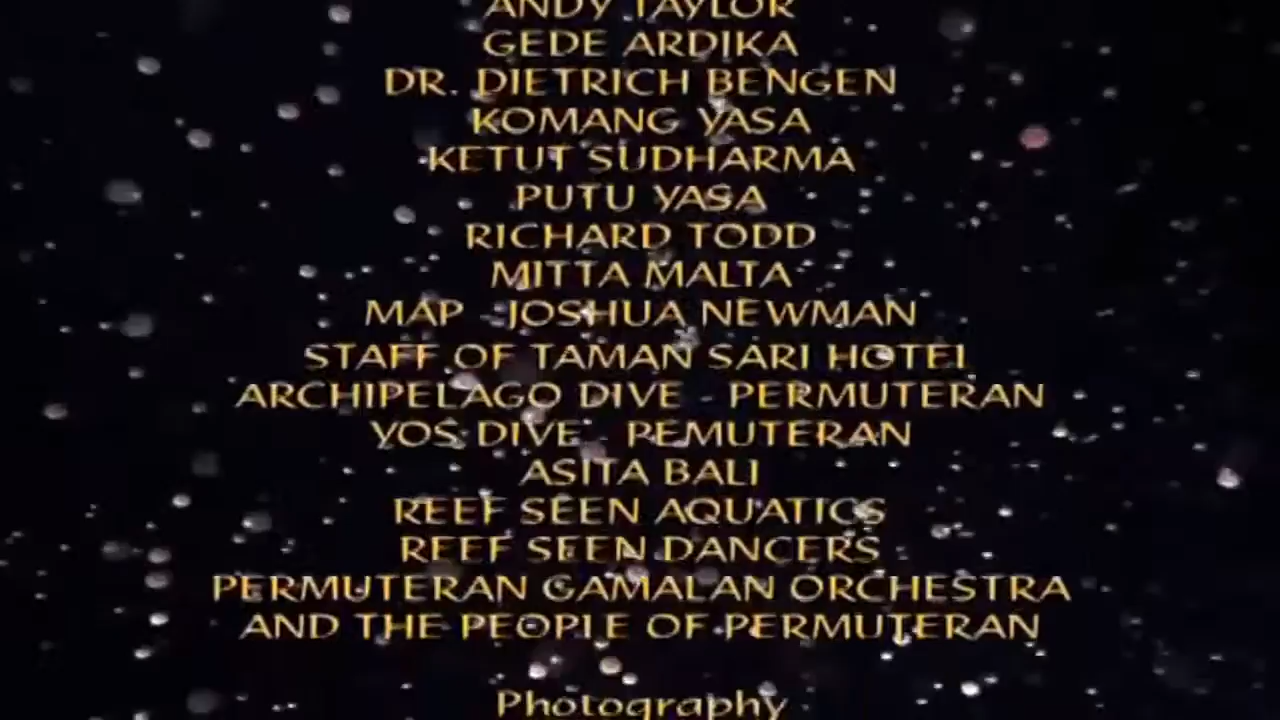 ANDY TAYLOR
GEDE ARDIKA
DR. DIETRICH BENGEN
KOMANG YASA
KETUT SUDHARMA
PUTU YASA
RICHARD TODD
MITTA MALTA
MAP - JOSHUA NEWMAN
STAFF OF TAMAN SARI HOTEL
ARCHIPELAGO DIVE - PERMUTERAN
YOS DIVE - PEMUTERAN
ASITA BALI
REEF SEEN AQUATICS
REEF SEEN DANCERS
PERMUTERAN GAMALAN ORCHESTRA
AND THE PEOPLE OF PERMUTERAN
Photography